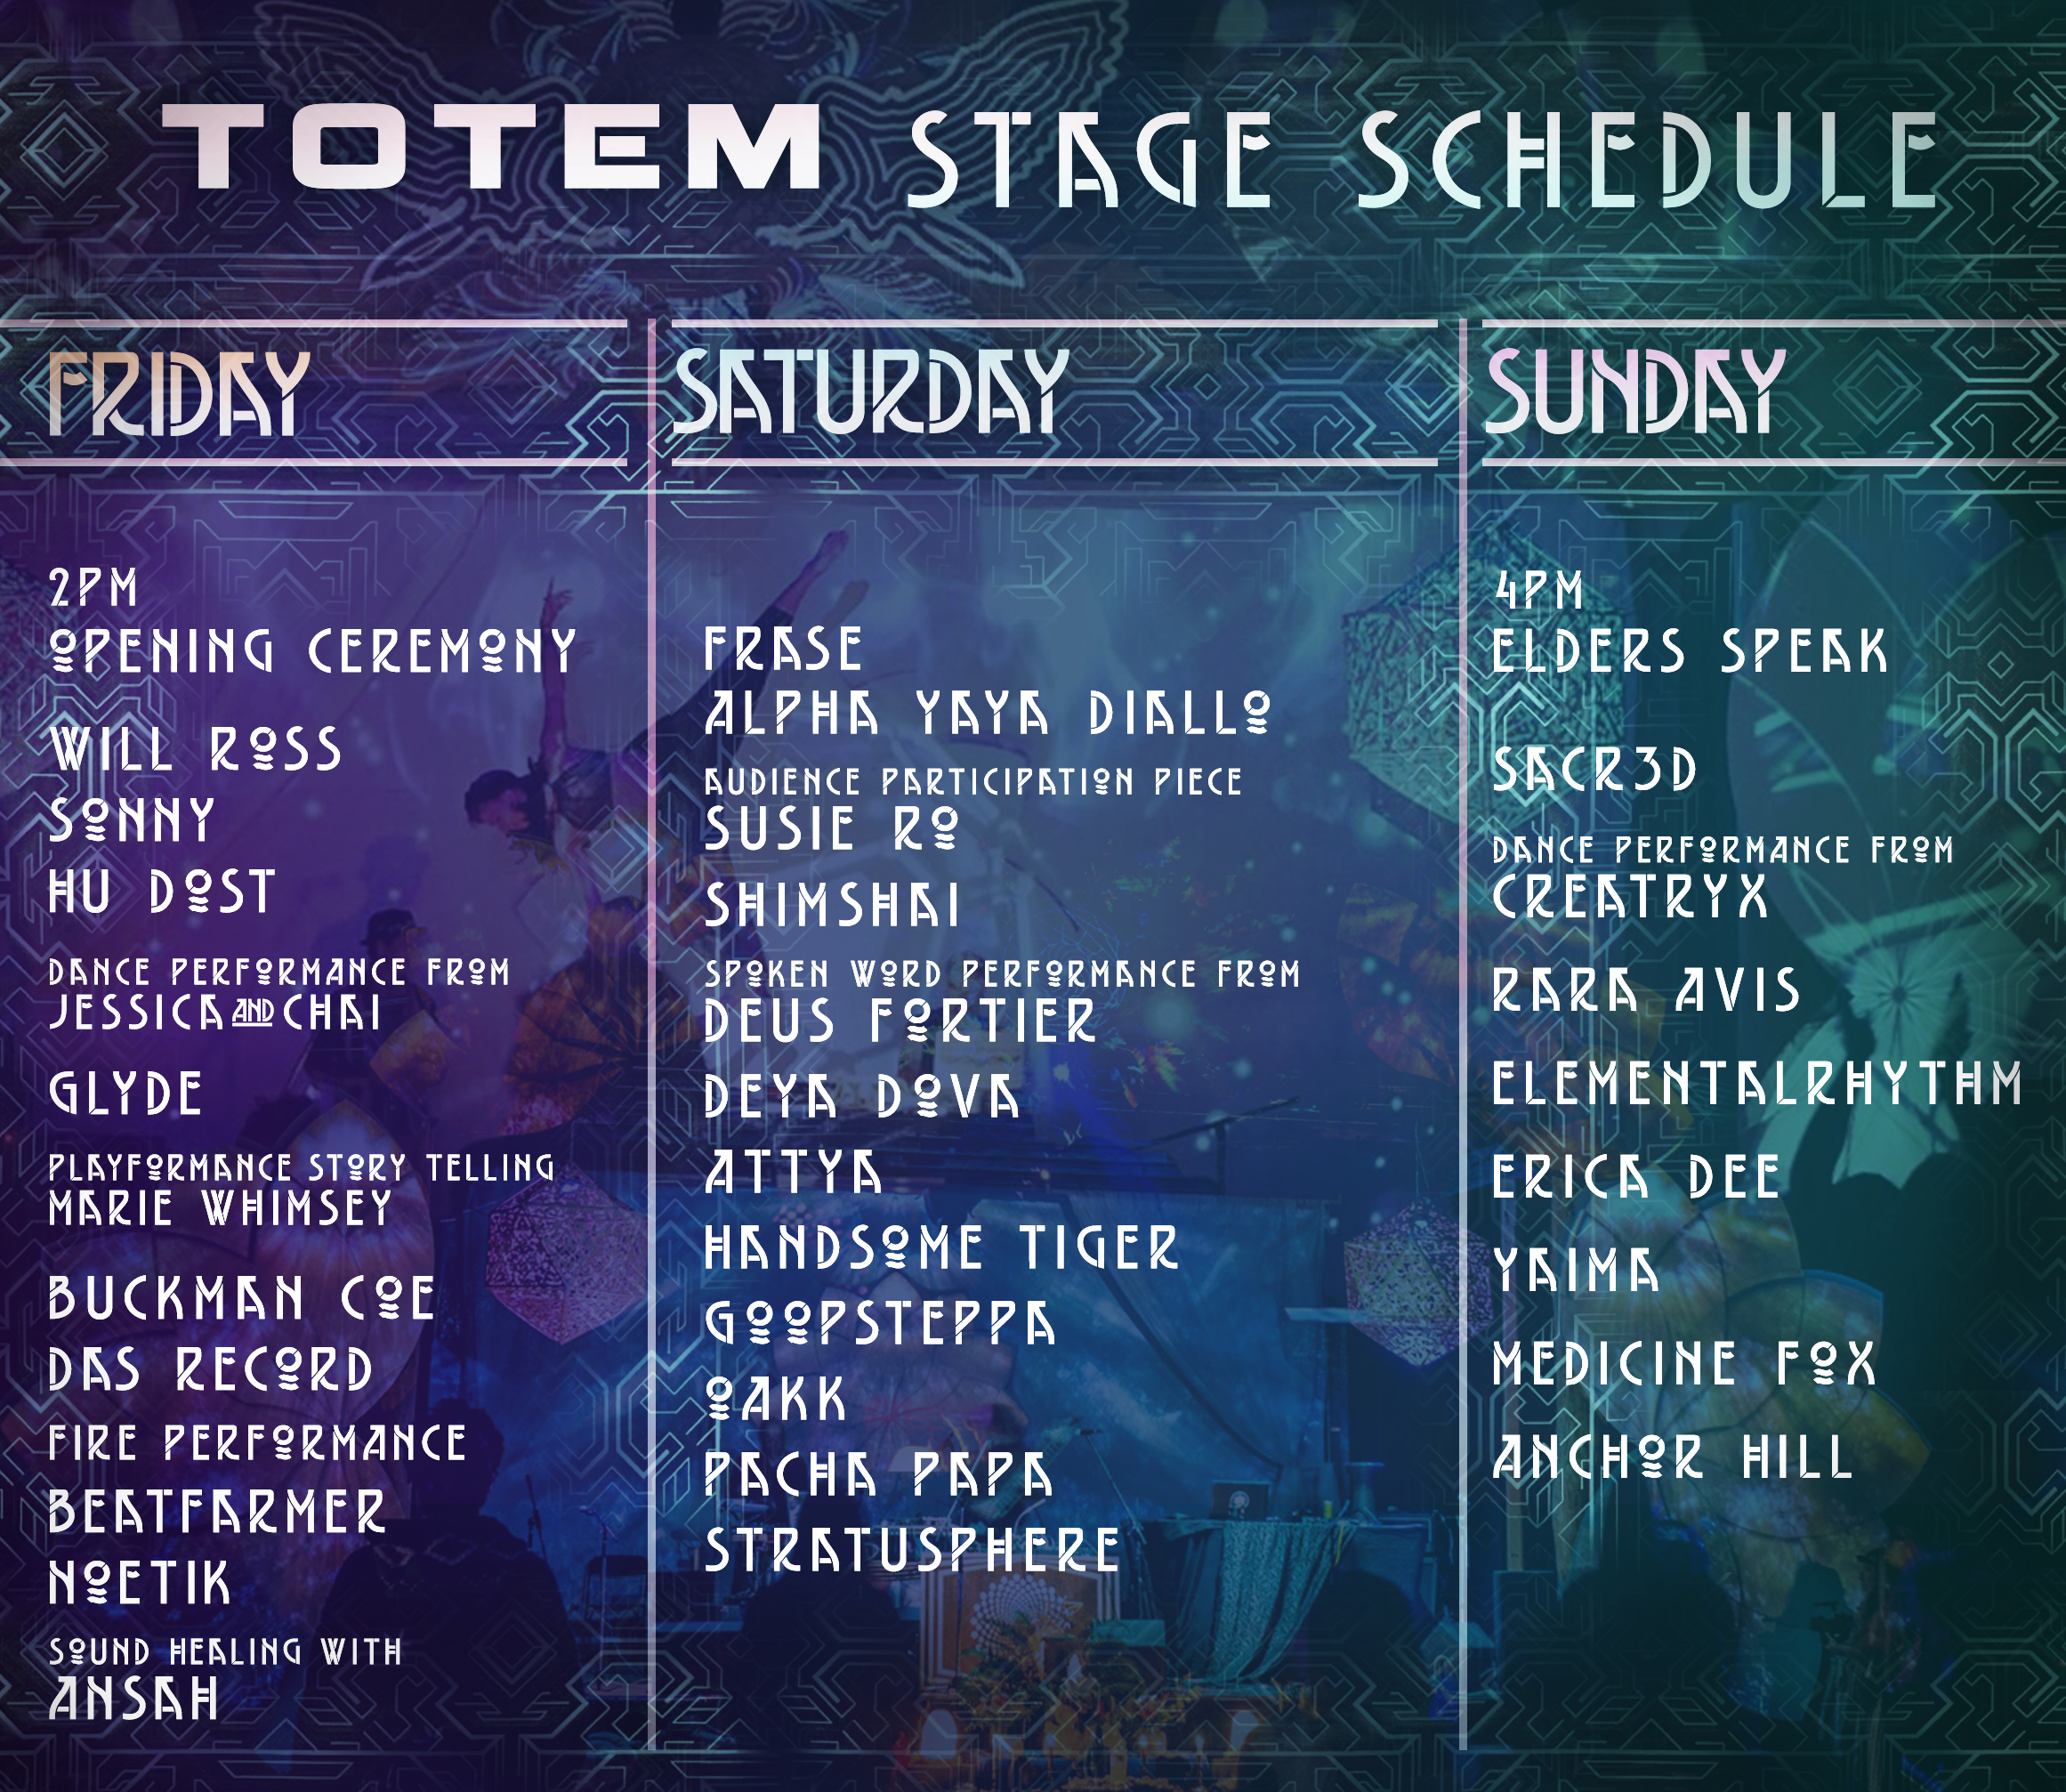 TOTEM STAGE SCHEDULE
FRIDAY
2PM
OPENING CEREMONY
WILL ROSS
SONNY
HU DOST
DANCE PERFORMANCE FROM
JESSICA AND CHAI
GLYDE
PLAYFORMANCE STORY TELLING
MARIE WHIMSEY
BUCKMAN COE
DAS RECORD
FIRE PERFORMANCE
BEATFARMER
NOETIK
SOUND HEALING WITH
ANSAH
SATURDAY
FRASE
ALPHA YAYA DIALLO
AUDIENCE PARTICIPATION PIECE
SUSIE RO
SHIMSHAI
SPOKEN WORD PERFORMANCE FROM
DEUS FORTIER
DEYA DOVA
ATTYA
HANDSOME TIGER
GOOPSTEPPA
OAKK
PACHA PAPA
STRATUSPHERE
SUNDAY
4PM
ELDERS SPEAK
SACR3D
DANCE PERFORMANCE FROM
CREATRYX
RARA AVIS
ELEMENTALRHYTHM
ERICA DEE
YAIMA
MEDICINE FOX
ANCHOR HILL